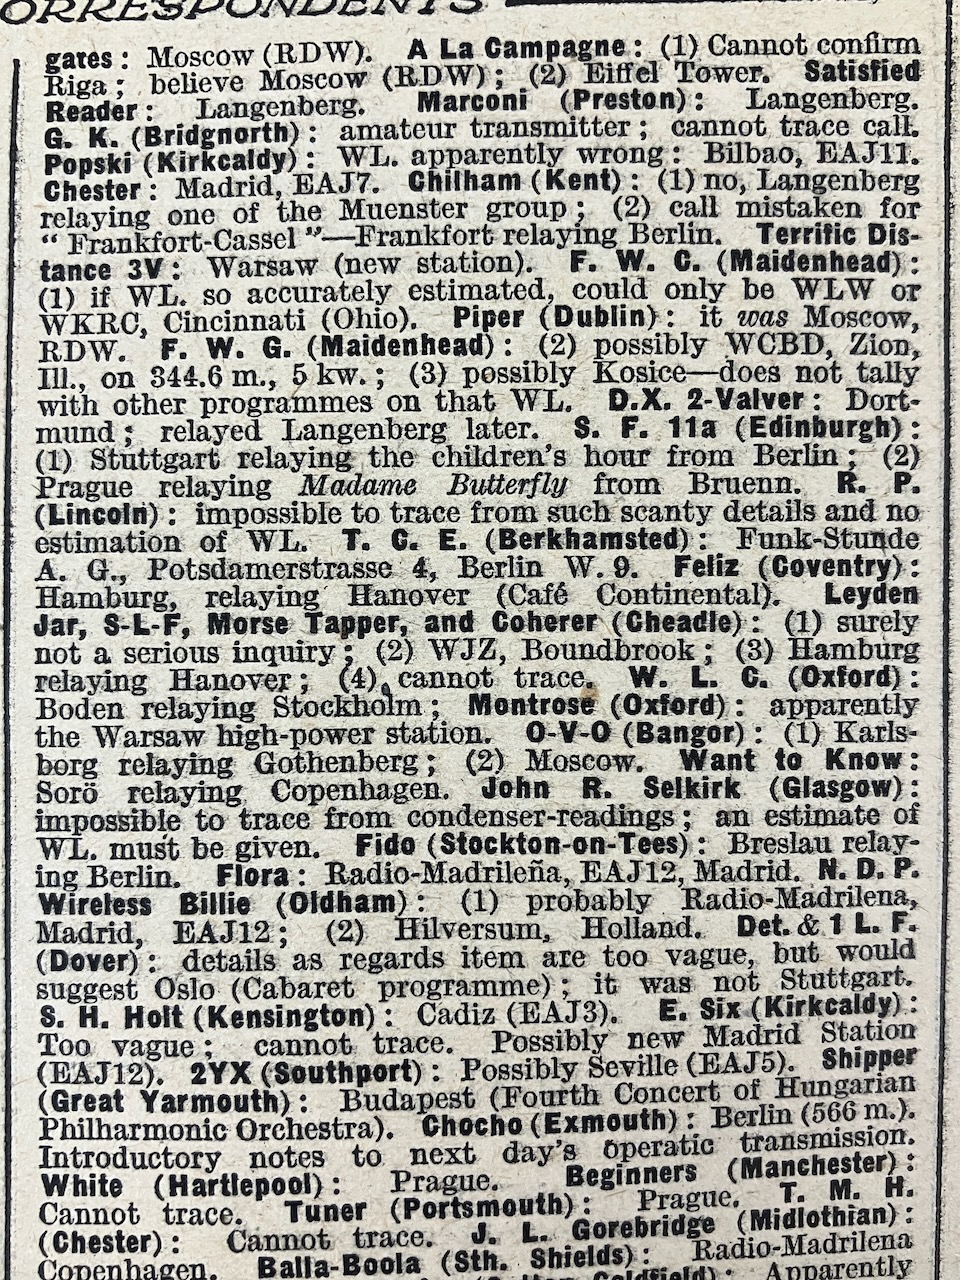 ORRESPONDENTS
gates: Moscow (RDW). A La Campagne: (1) Cannot confirm
Riga; believe Moscow (RDW); (2) Eiffel Tower. Satisfied
Reader: Langenberg. Marconi (Preston): Langenberg.
G. K. (Bridgnorth): amateur transmitter; cannot trace call.
Popski (Kirkcaldy): WL. apparently wrong: Bilbao, EAJ11.
Chester: Madrid, EAJ7. Chilham (Kent): (1) no, Langenberg
relaying one of the Muenster group; (2) call mistaken for
“Frankfort-Cassel”—Frankfort relaying Berlin. Terrific Dis-
tance 3V: Warsaw (new station). F. W. C. (Maidenhead):
(1) if WL. so accurately estimated, could only be WLW or
WKRC, Cincinnati (Ohio). Piper (Dublin): it was Moscow,
RDW. F. W. G. (Maidenhead): (2) possibly WCBD, Zion,
Ill., on 344.6 m., 5 kw.; (3) possibly Kosice—does not tally
with other programmes on that WL. D.X. 2-Valver: Dort-
mund; relayed Langenberg later. S. F. 11a (Edinburgh):
(1) Stuttgart relaying the children's hour from Berlin; (2)
Prague relaying Madame Butterfly from Bruenn. R. P.
(Lincoln): impossible to trace from such scanty details and no
estimation of WL. T. C. E. (Berkhamsted): Funk-Stunde
A. G., Potsdamerstrasse 4, Berlin W. 9. Feliz (Coventry):
Hamburg, relaying Hanover (Café Continental). Leyden
Jar, S-L-F, Morse Tapper, and Coherer (Cheadle): (1) surely
not a serious inquiry; (2) WJZ, Boundbrook; (3) Hamburg
relaying Hanover; (4) cannot trace. W. L. C. (Oxford):
Boden relaying Stockholm; Montrose (Oxford): apparently
the Warsaw high-power station. O-V-O (Bangor): (1) Karls-
borg relaying Gothenberg; (2) Moscow. Want to Know:
Sorö relaying Copenhagen. John R. Selkirk (Glasgow):
impossible to trace from condenser-readings; an estimate of
WL. must be given. Fido (Stockton-on-Tees): Breslau relay-
ing Berlin. Flora: Radio-Madrileña, EAJ12, Madrid. N. D. P.
Wireless Billie (Oldham): (1) probably Radio-Madrilena,
Madrid, EAJ12; (2) Hilversum, Holland. Det. & 1 L. F.
(Dover): details as regards item are too vague, but would
suggest Oslo (Cabaret programme); it was not Stuttgart.
S. H. Holt (Kensington): Cadiz (EAJ3). E. Six (Kirkcaldy):
Too vague; cannot trace. Possibly new Madrid Station
(EAJ12). 2YX (Southport): Possibly Seville (EAJ5). Shipper
(Great Yarmouth): Budapest (Fourth Concert of Hungarian
Philharmonic Orchestra). Chocho (Exmouth): Berlin (566 m.).
Introductory notes to next day's operatic transmission.
White (Hartlepool): Prague. Beginners (Manchester):
Cannot trace. Tuner (Portsmouth): Prague. T. M. H.
(Chester): Cannot trace. J. L. Gorebridge (Midlothian):
Copenhagen. Balla-Boola (Sth. Shields): Radio-Madrilena
Coldfield): Apparently